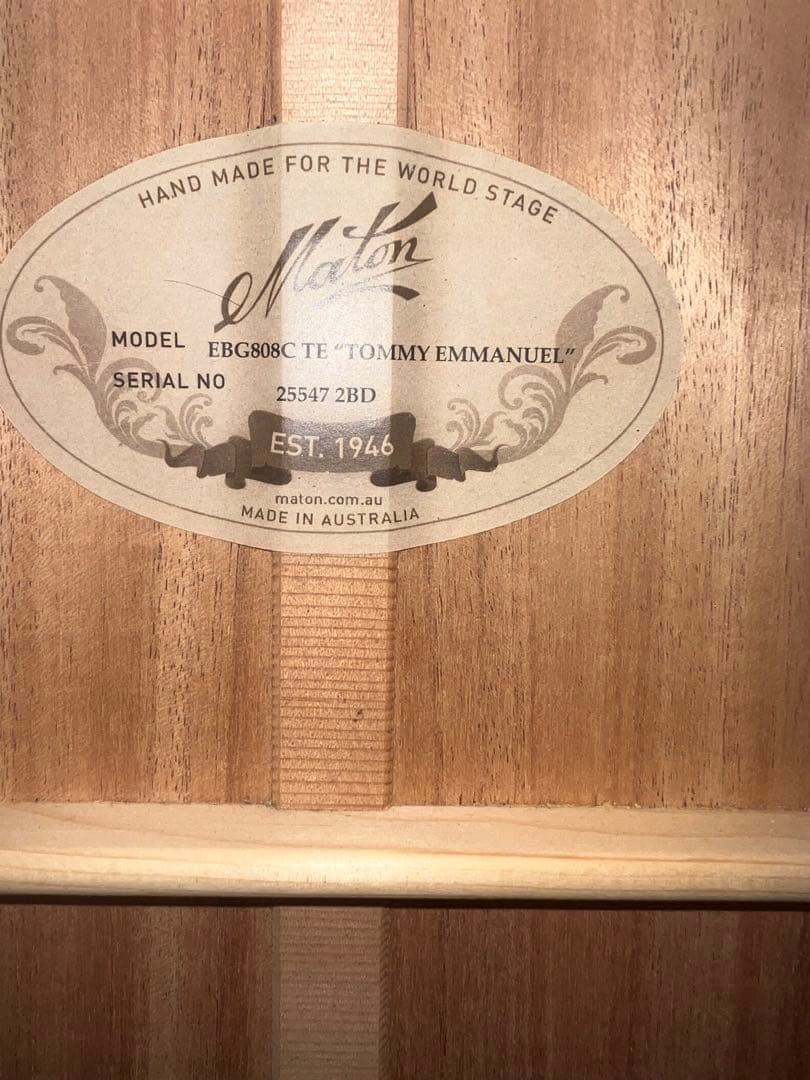 HAND MADE FOR THE WORLD STAGE
Maton
MODEL EBG808C TE “TOMMY EMMANUEL”
SERIAL NO 25547 2BD
EST. 1946
maton.com.au
MADE IN AUSTRALIA